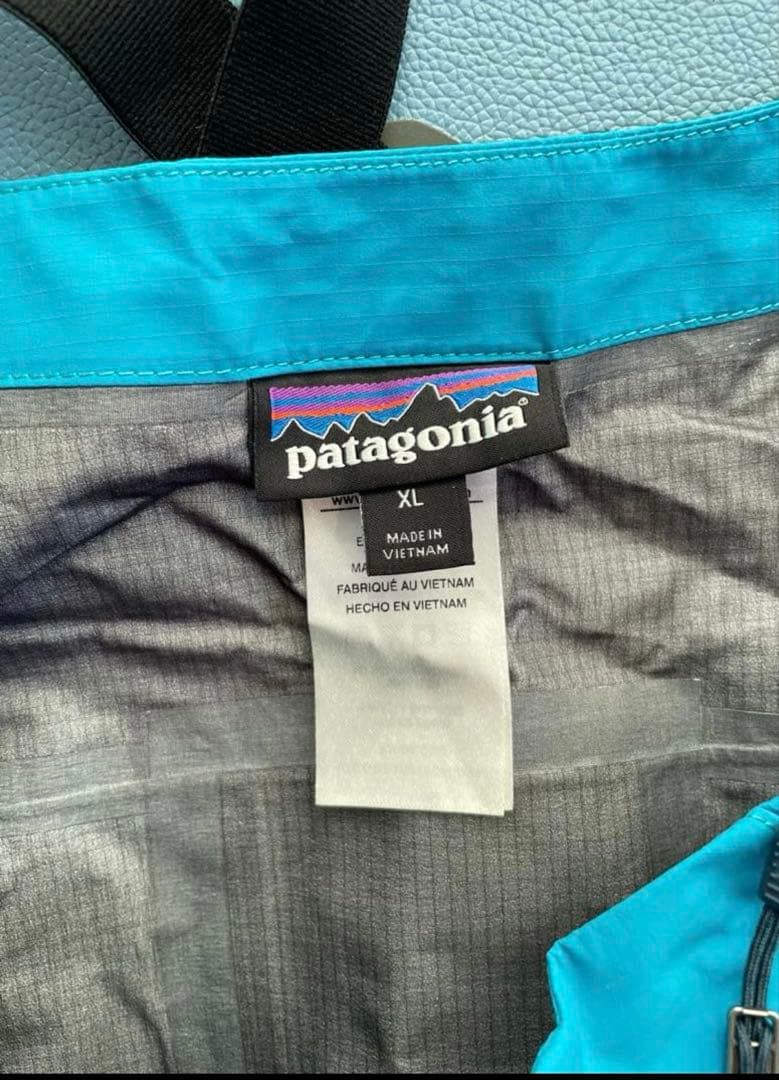 patagonia®
XL
MADE IN
VIETNAM
FABRIQUÉ AU VIETNAM
HECHO EN VIETNAM